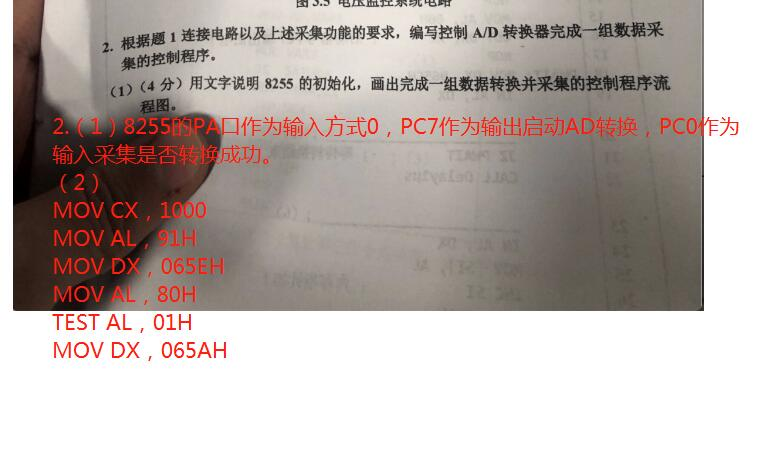 图 3.5 电压监控系统电路
2. 根据题 1 连接电路以及上述采集功能的要求，编写控制 A/D 转换器完成一组数据采
集的控制程序。
（1）（4 分）用文字说明 8255 的初始化，画出完成一组数据转换并采集的控制程序流
程图。
2.（1）8255的PA口作为输入方式0，PC7作为输出启动AD转换，PC0作为
输入采集是否转换成功。
（2）
MOV CX，1000
MOV AL，91H
MOV DX，065EH
MOV AL，80H
TEST AL，01H
MOV DX，065AH